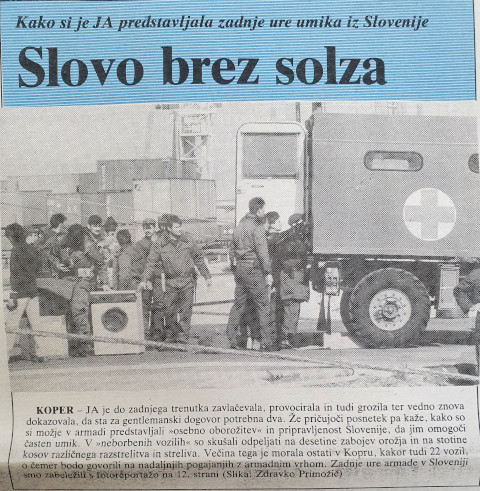 Kako si je JA predstavljala zadnje ure umika iz Slovenije
Slovo brez solza
KOPER – JA je do zadnjega trenutka zavlačevala, provocirala in tudi grozila ter vedno znova
dokazovala, da sta za gentlemanski dogovor potrebna dva. Že pričujoči posnetek pa kaže, kako so
si možje v armadi predstavljali »osebno oborožitev« in pripravljenost Slovenije, da jim omogoči
časten umik. V »neborbenih vozilih« so skušali odpeljati na desetine zabojev orožja in na stotine
kosov različnega razstrelitva in streliva. Večina tega je morala ostati v Kopru, kakor tudi 22 vozil,
o čemer bodo govorili na nadaljnjih pogajanjih z armadnim vrhom. Zadnje ure armade v Sloveniji
smo zabeležili s fotoreportažo na 12. strani (Slika: Zdravko Primožič)